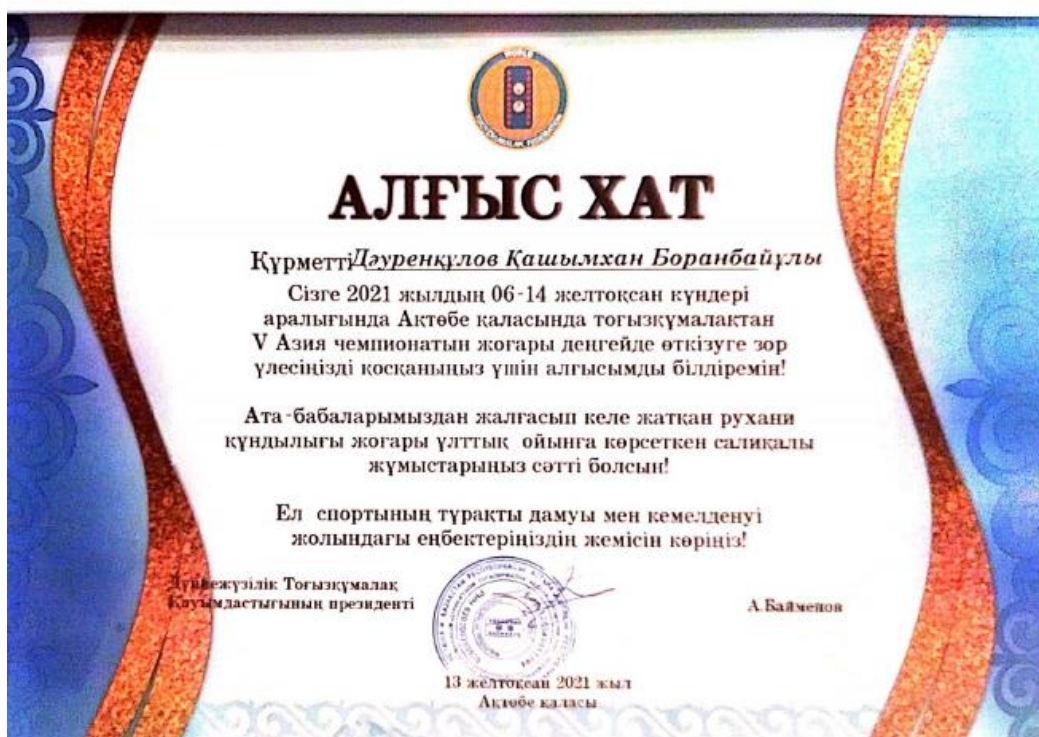 WORLD
TOGYZKUMALAK FEDERATION
АЛҒЫС ХАТ
Құрметті Дәуренқұлов Қашымхан Боранбайұлы
Сізге 2021 жылдың 06-14 желтоқсан күндері
аралығында Ақтөбе қаласында тоғызқұмалақтан
V Азия чемпионатын жоғары деңгейде өткізуге зор
үлесіңізді қосқаныңыз үшін алғысымды білдіремін!
Ата-бабаларымыздан жалғасып келе жатқан рухани
құндылығы жоғары ұлттық ойынға көрсеткен салиқалы
жұмыстарыңыз сәтті болсын!
Ел спортының тұрақты дамуы мен кемелденуі
жолындағы еңбектеріңіздің жемісін көріңіз!
Дүниежүзілік Тоғызқұмалақ
Қауымдастығының президенті
А.Байменов
13 желтоқсан 2021 жыл
Ақтөбе қаласы